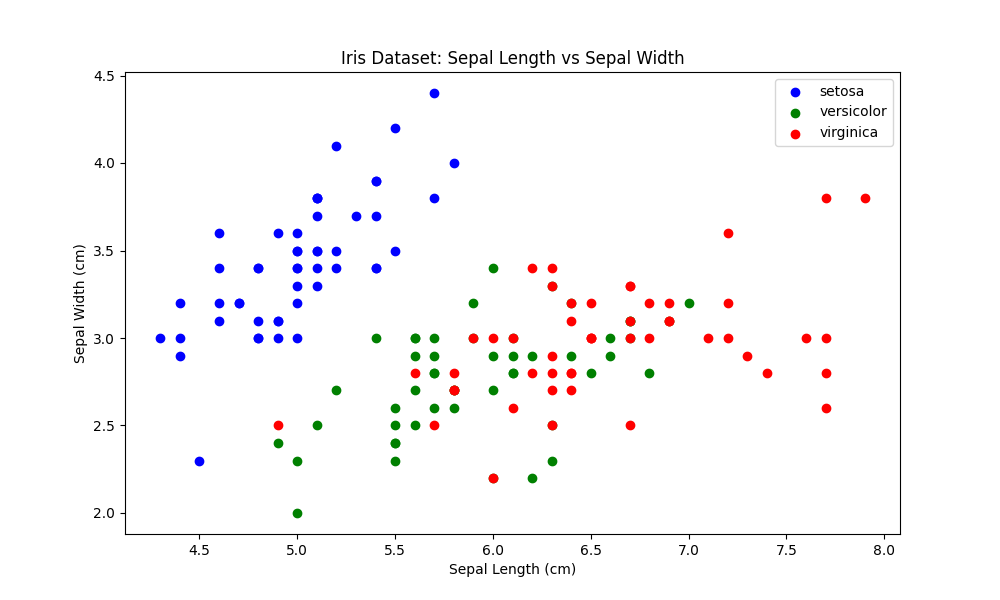 Iris Dataset: Sepal Length vs Sepal Width
setosa
versicolor
virginica
Sepal Width (cm)
4.5
4.0
3.5
3.0
2.5
2.0
4.5 5.0 5.5 6.0 6.5 7.0 7.5 8.0
Sepal Length (cm)